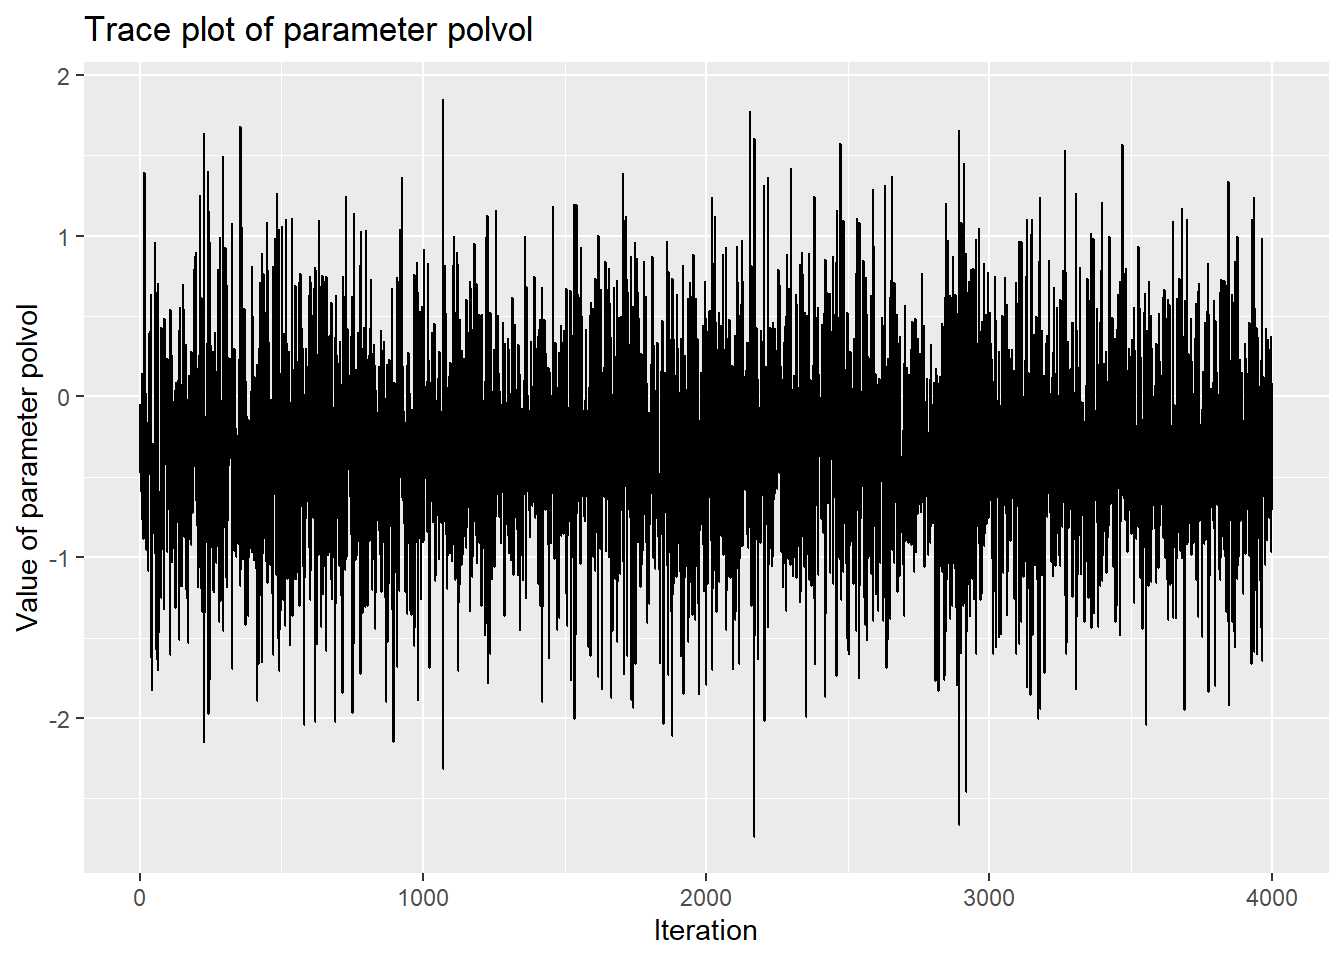 Trace plot of parameter polvol
Value of parameter polvol
2
1
0
-1
-2
0 1000 2000 3000 4000
Iteration